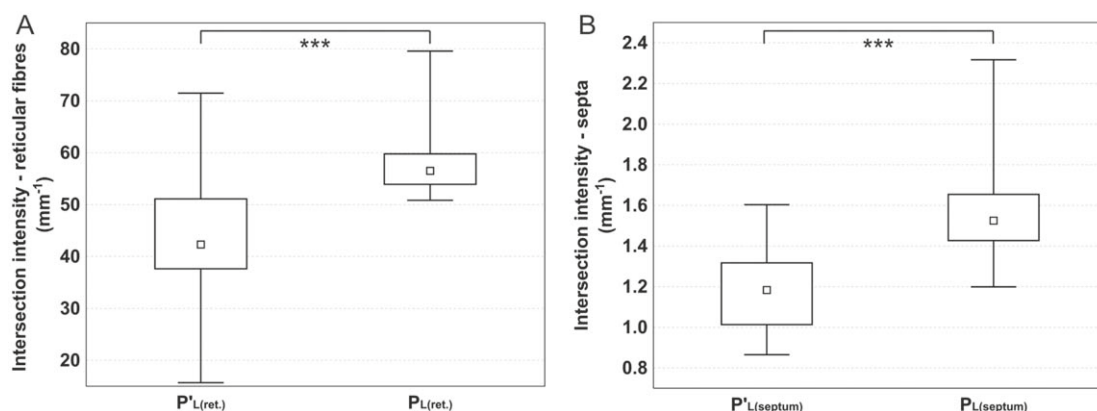 A
Intersection intensity - reticular fibres
(mm⁻¹)
80
70
60
50
40
30
20
***
P'L(ret.)
PL(ret.)
B
Intersection intensity - septa
(mm⁻¹)
2.4
2.2
2.0
1.8
1.6
1.4
1.2
1.0
0.8
***
P'L(septum)
PL(septum)